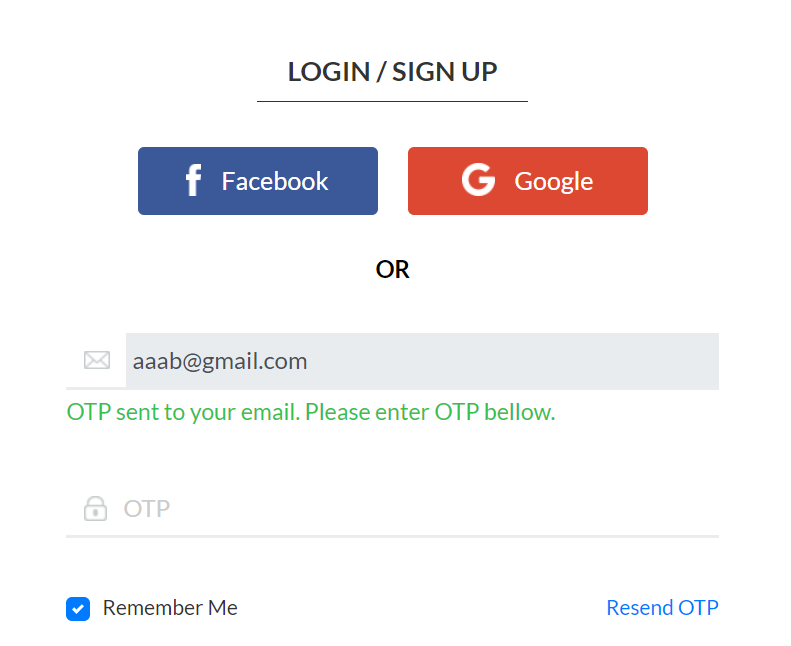 LOGIN / SIGN UP
Facebook Google
OR
aaab@gmail.com
OTP sent to your email. Please enter OTP bellow.
OTP
Remember Me Resend OTP